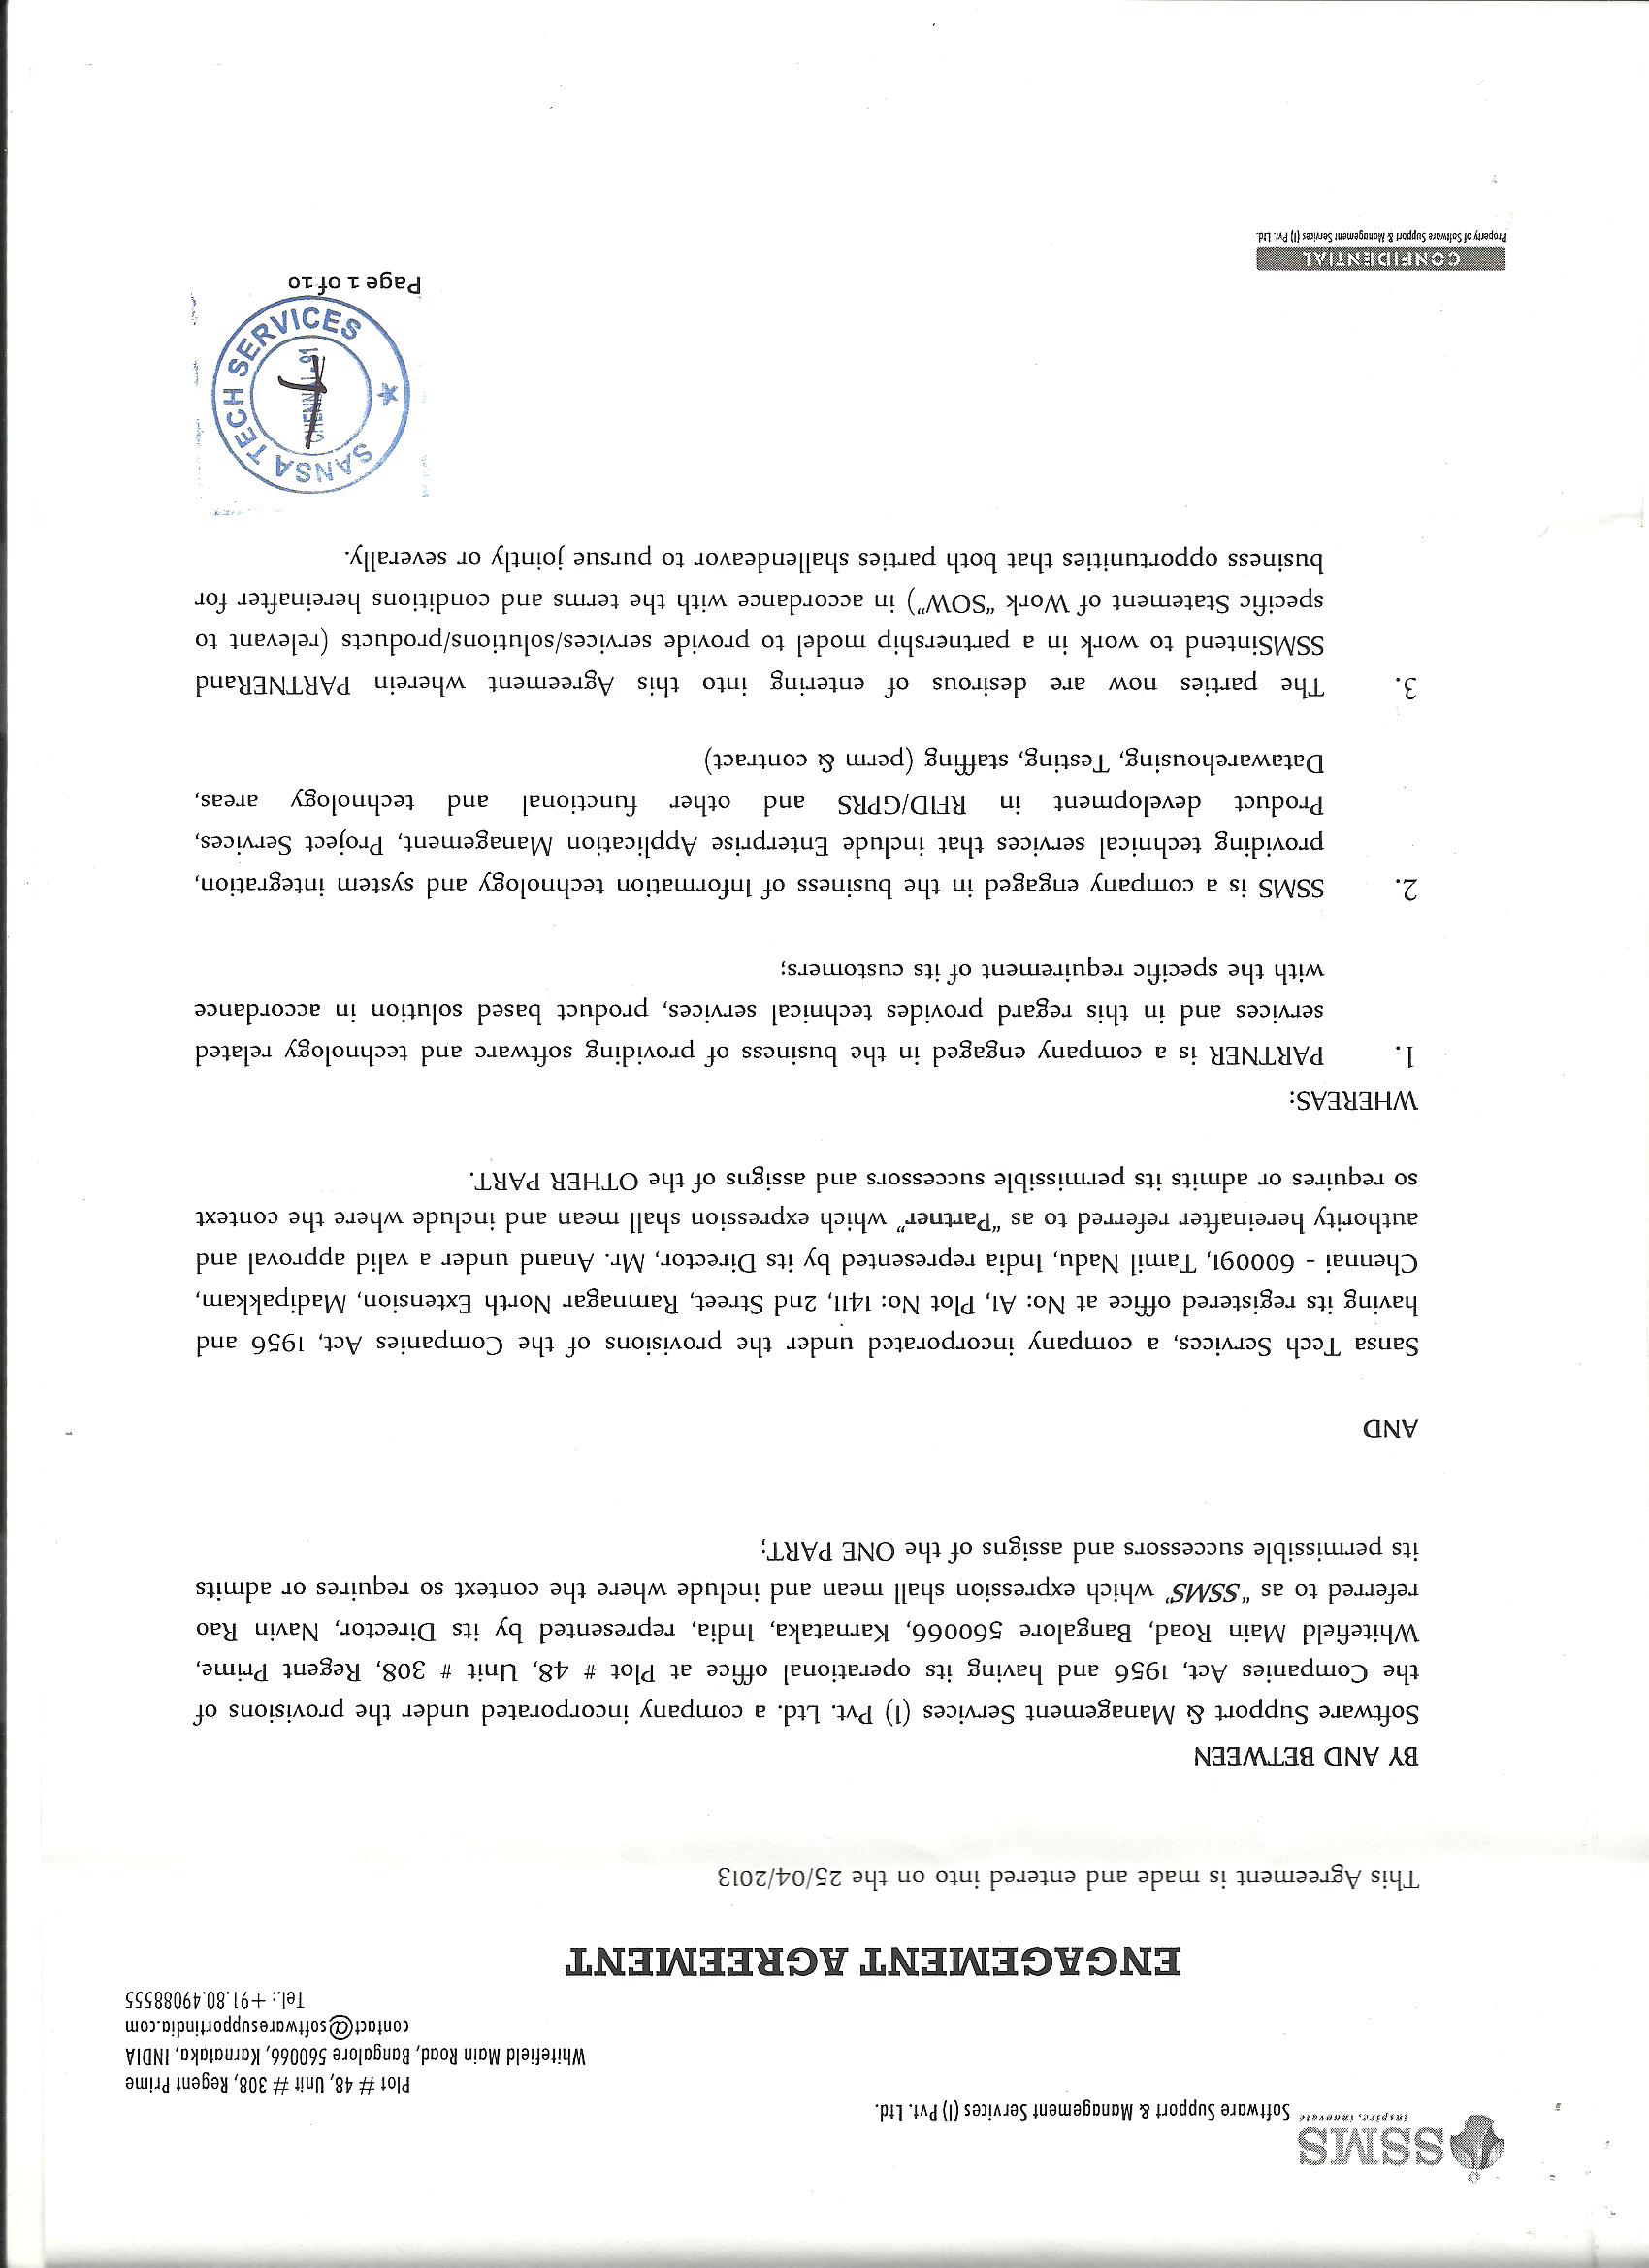 SSMS
inspire, innovate
Software Support & Management Services (I) Pvt. Ltd.
Plot # 48, Unit # 308, Regent Prime
Whitefield Main Road, Bangalore 560066, Karnataka, INDIA
contact@softwaresupportindia.com
Tel.: +91.80.49088555
ENGAGEMENT AGREEMENT
This Agreement is made and entered into on the 25/04/2013
BY AND BETWEEN
Software Support & Management Services (I) Pvt. Ltd. a company incorporated under the provisions of
the Companies Act, 1956 and having its operational office at Plot # 48, Unit # 308, Regent Prime,
Whitefield Main Road, Bangalore 560066, Karnataka, India, represented by its Director, Navin Rao
referred to as "SSMS" which expression shall mean and include where the context so requires or admits
its permissible successors and assigns of the ONE PART;
AND
Sansa Tech Services, a company incorporated under the provisions of the Companies Act, 1956 and
having its registered office at No: A1, Plot No: 1411, 2nd Street, Ramnagar North Extension, Madipakkam,
Chennai - 600091, Tamil Nadu, India represented by its Director, Mr. Anand under a valid approval and
authority hereinafter referred to as "Partner" which expression shall mean and include where the context
so requires or admits its permissible successors and assigns of the OTHER PART.
WHEREAS:
1. PARTNER is a company engaged in the business of providing software and technology related
services and in this regard provides technical services, product based solution in accordance
with the specific requirement of its customers;
2. SSMS is a company engaged in the business of Information technology and system integration,
providing technical services that include Enterprise Application Management, Project Services,
Product development in RFID/GPRS and other functional and technology areas,
Datawarehousing, Testing, staffing (perm & contract)
3. The parties now are desirous of entering into this Agreement wherein PARTNERand
SSMSintend to work in a partnership model to provide services/solutions/products (relevant to
specific Statement of Work "SOW") in accordance with the terms and conditions hereinafter for
business opportunities that both parties shallendeavor to pursue jointly or severally.
SANSA TECH SERVICES
CHENNAI-91
Page 1 of 10
CONFIDENTIAL
Property of Software Support & Management Services (I) Pvt. Ltd.